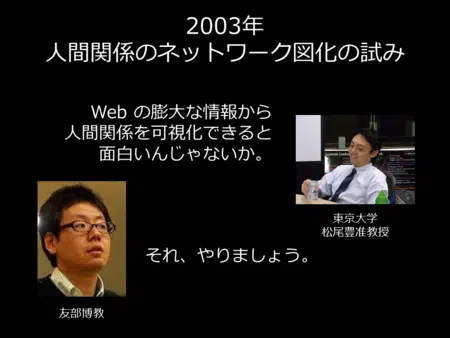 2003年
人間関係のネットワーク図化の試み
Web の膨大な情報から
人間関係を可視化できると
面白いんじゃないか。
東京大学
松尾豊准教授
それ、やりましょう。
友部博教